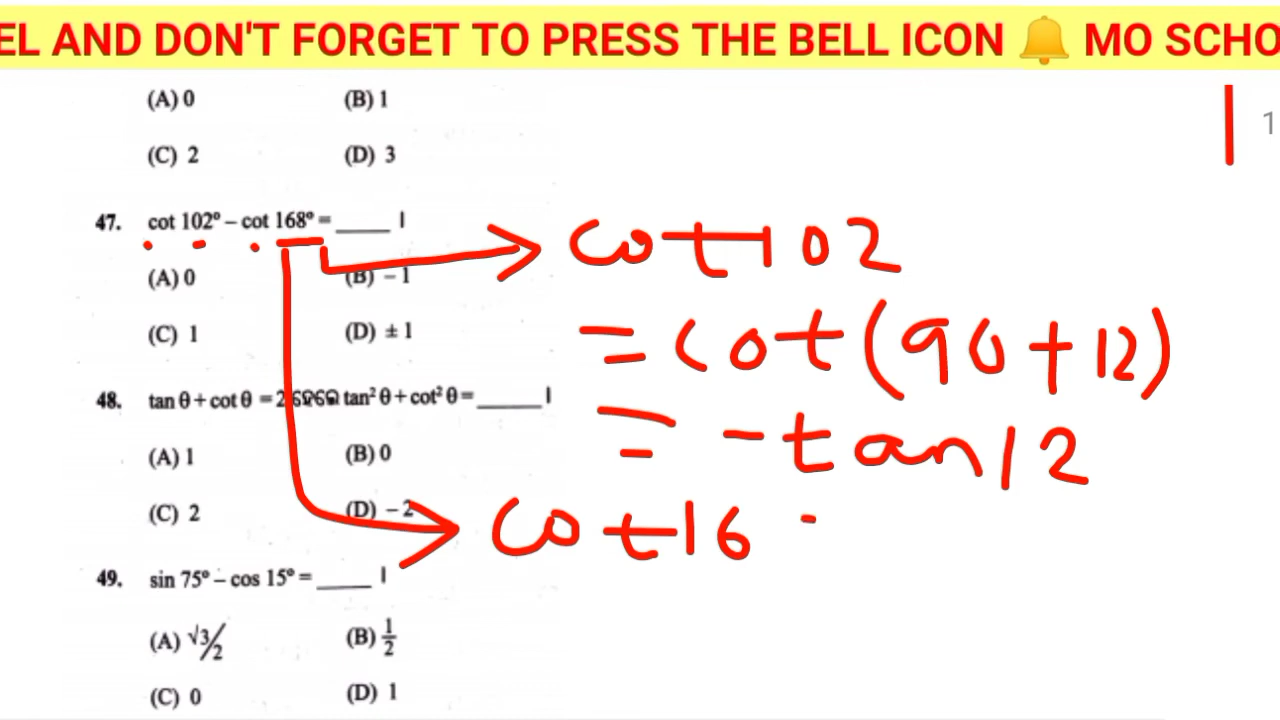 EL AND DON'T FORGET TO PRESS THE BELL ICON 🔔 MO SCHO
(A) 0 (B) 1
1
(C) 2 (D) 3
47. cot 102° – cot 168° = _____ ।
(A) 0 (B) – 1
(C) 1 (D) ± 1
cot 102
= cot (90 + 12)
= - tan 12
cot 16
48. tan θ + cot θ = 2 ହେଲେ tan² θ + cot² θ = ______ ।
(A) 1 (B) 0
(C) 2 (D) – 2
49. sin 75° – cos 15° = _____ ।
(A) √3/2 (B) 1/2
(C) 0 (D) 1